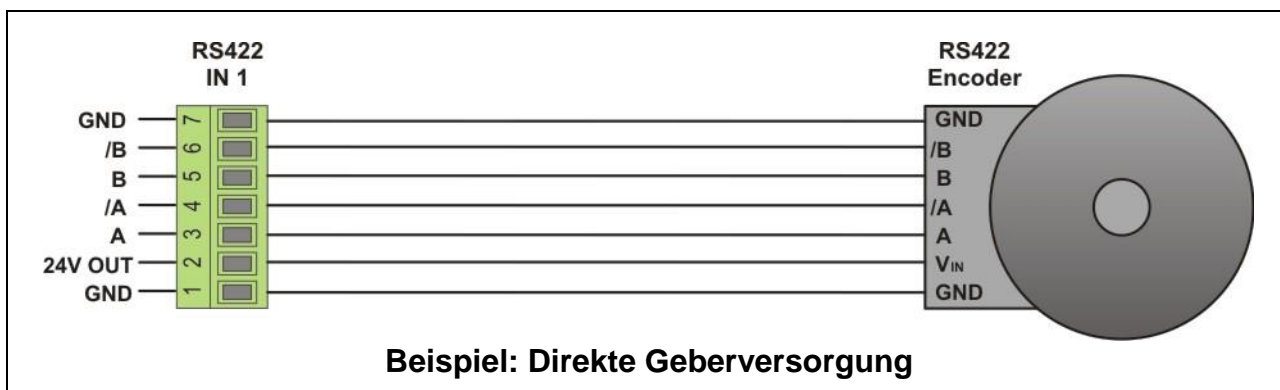 RS422
IN 1
RS422
Encoder
GND 7 GND
/B 6 /B
B 5 B
/A 4 /A
A 3 A
24V OUT 2 VIN
GND 1 GND
Beispiel: Direkte Geberversorgung